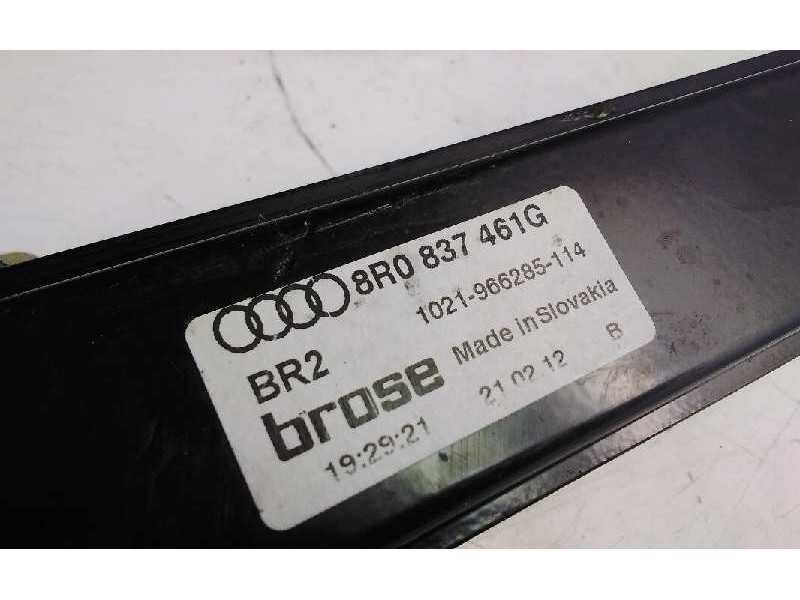 8R0 837 461G
1021-966285-114
BR2
brose
Made in Slovakia
19:29:21
21 02 12
B